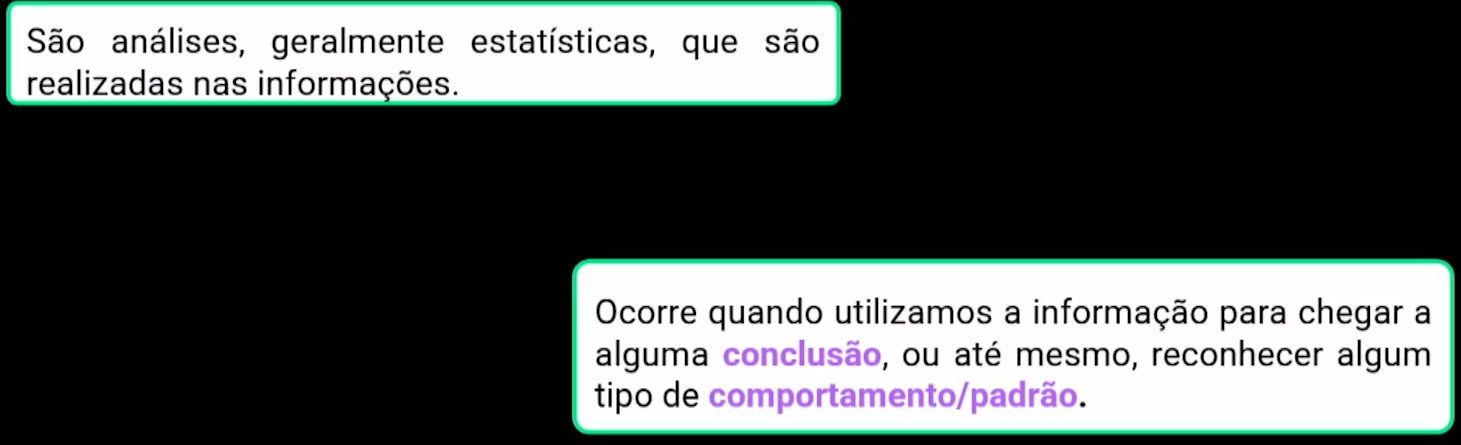 São análises, geralmente estatísticas, que são
realizadas nas informações.
Ocorre quando utilizamos a informação para chegar a
alguma conclusão, ou até mesmo, reconhecer algum
tipo de comportamento/padrão.